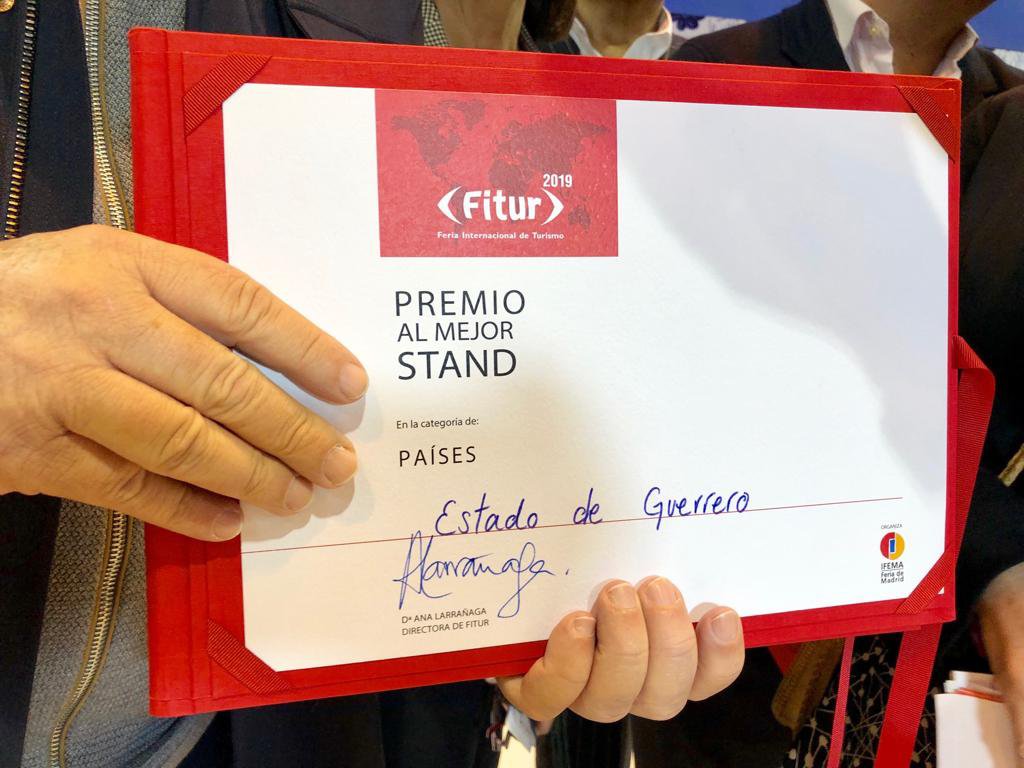 2019
Fitur
Feria Internacional de Turismo
PREMIO
AL MEJOR
STAND
En la categoría de:
PAÍSES
Estado de Guerrero
ALarrañaga.
Dª ANA LARRAÑAGA
DIRECTORA DE FITUR
ORGANIZA
IFEMA
Feria de
Madrid